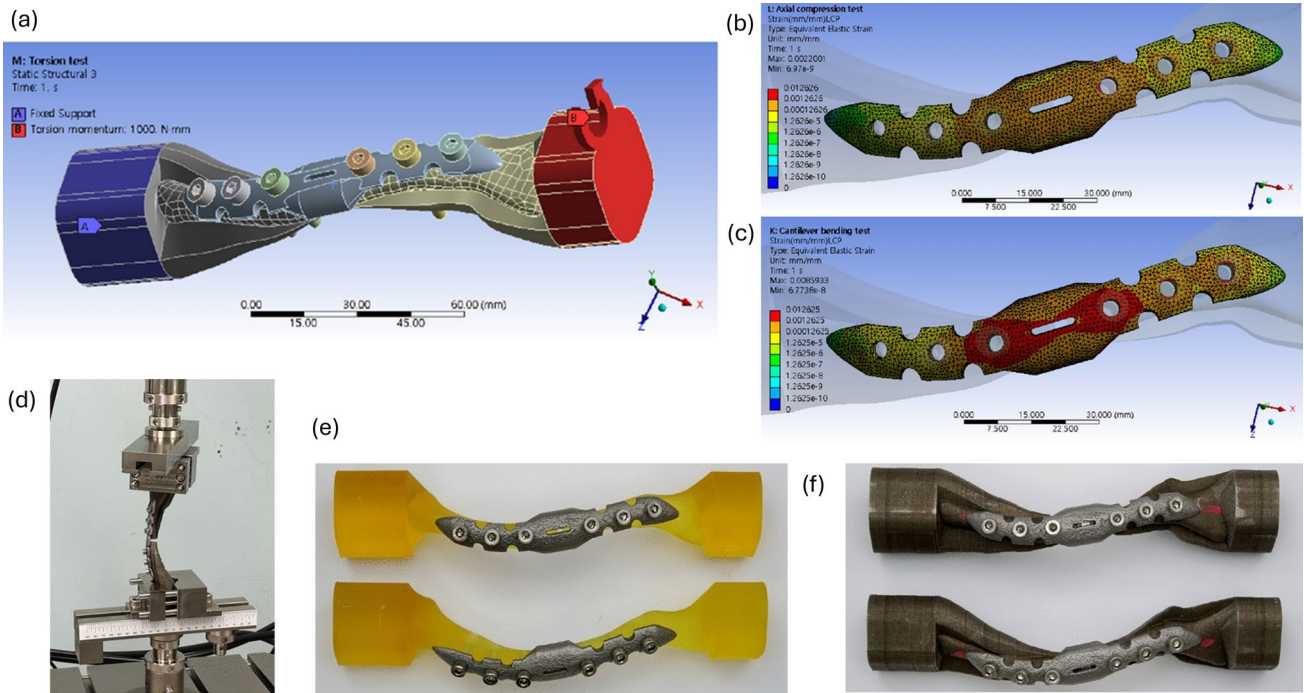 (a)
M: Torsion test
Static Structural 3
Time: 1. s
A Fixed Support
B Torsion momentum: 1000. N·mm
B
A
0.00 30.00 60.00 (mm)
15.00 45.00
Y
X
Z
(b)
L: Axial compression test
Strain(mm/mm)LCP
Type: Equivalent Elastic Strain
Unit: mm/mm
Time: 1 s
Max: 0.0022001
Min: 6.97e-9
0.012626
0.0012626
0.00012626
1.2626e-5
1.2626e-6
1.2626e-7
1.2626e-8
1.2626e-9
1.2626e-10
0
0.000 15.000 30.000 (mm)
7.500 22.500
X
Z
(c)
K: Cantilever bending test
Strain(mm/mm)LCP
Type: Equivalent Elastic Strain
Unit: mm/mm
Time: 1 s
Max: 0.0085933
Min: 6.7738e-8
0.012625
0.0012625
0.00012625
1.2625e-5
1.2625e-6
1.2625e-7
1.2625e-8
1.2625e-9
1.2625e-10
0
0.000 15.000 30.000 (mm)
7.500 22.500
X
Z
(d)
(e)
(f)